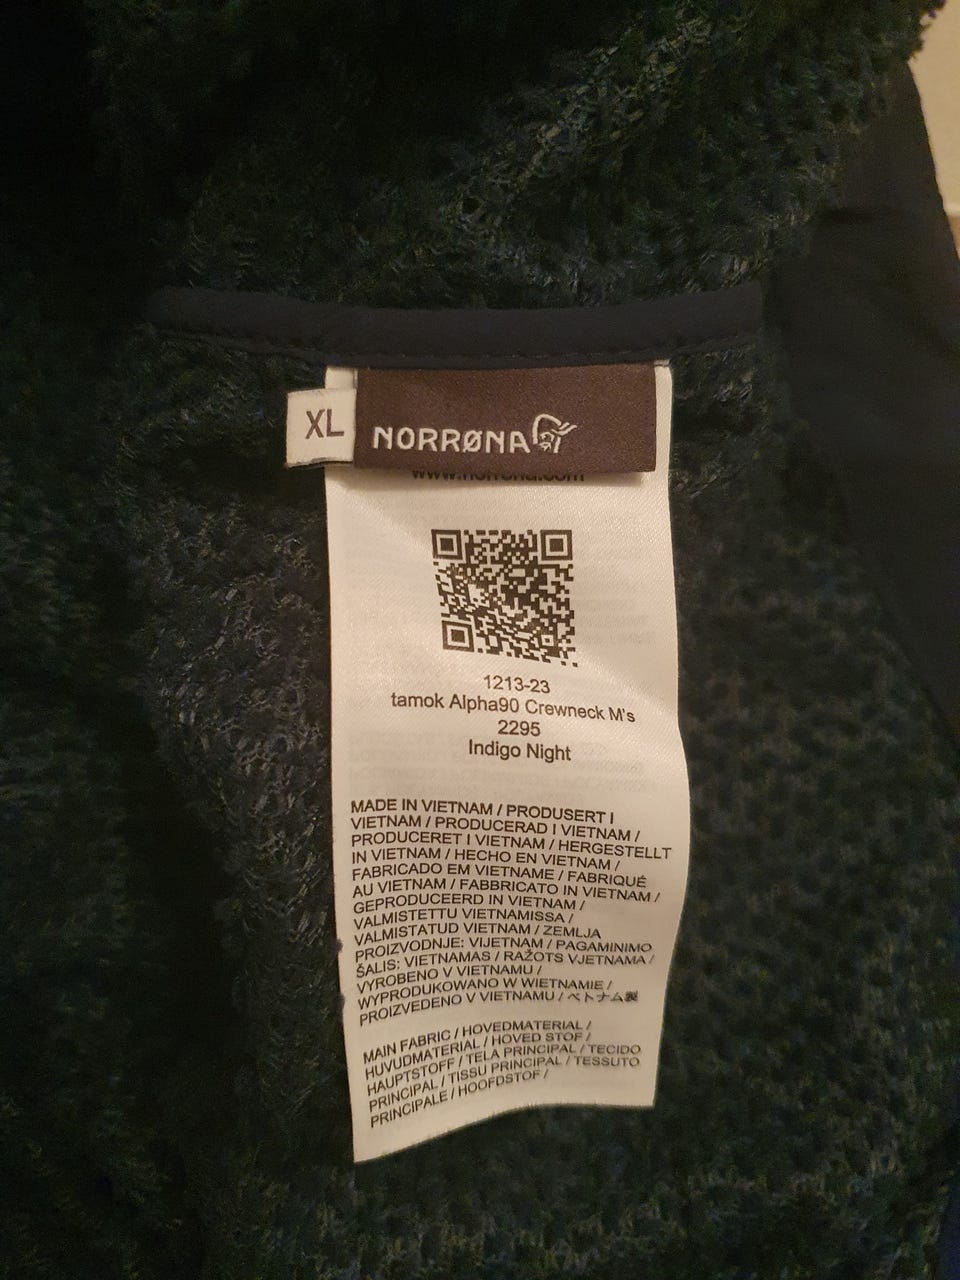 XL
NORRØNA
www.norrona.com
1213-23
tamok Alpha90 Crewneck M's
2295
Indigo Night
MADE IN VIETNAM / PRODUSERT I
VIETNAM / PRODUCERAD I VIETNAM /
PRODUCERET I VIETNAM / HERGESTELLT
IN VIETNAM / HECHO EN VIETNAM /
FABRICADO EM VIETNAME / FABRIQUÉ
AU VIETNAM / FABBRICATO IN VIETNAM /
GEPRODUCEERD IN VIETNAM /
VALMISTETTU VIETNAMISSA /
VALMISTATUD VIETNAM / ZEMLJA
PROIZVODNJE: VIJETNAM / PAGAMINIMO
ŠALIS: VIETNAMAS / RAŽOTS VJETNAMA /
VYROBENO V VIETNAMU /
WYPRODUKOWANO W WIETNAMIE /
PROIZVEDENO V VIETNAMU / ベトナム製
MAIN FABRIC / HOVEDMATERIAL /
HUVUDMATERIAL / HOVED STOF /
HAUPTSTOFF / TELA PRINCIPAL / TECIDO
PRINCIPAL / TISSU PRINCIPAL / TESSUTO
PRINCIPALE / HOOFDSTOF /